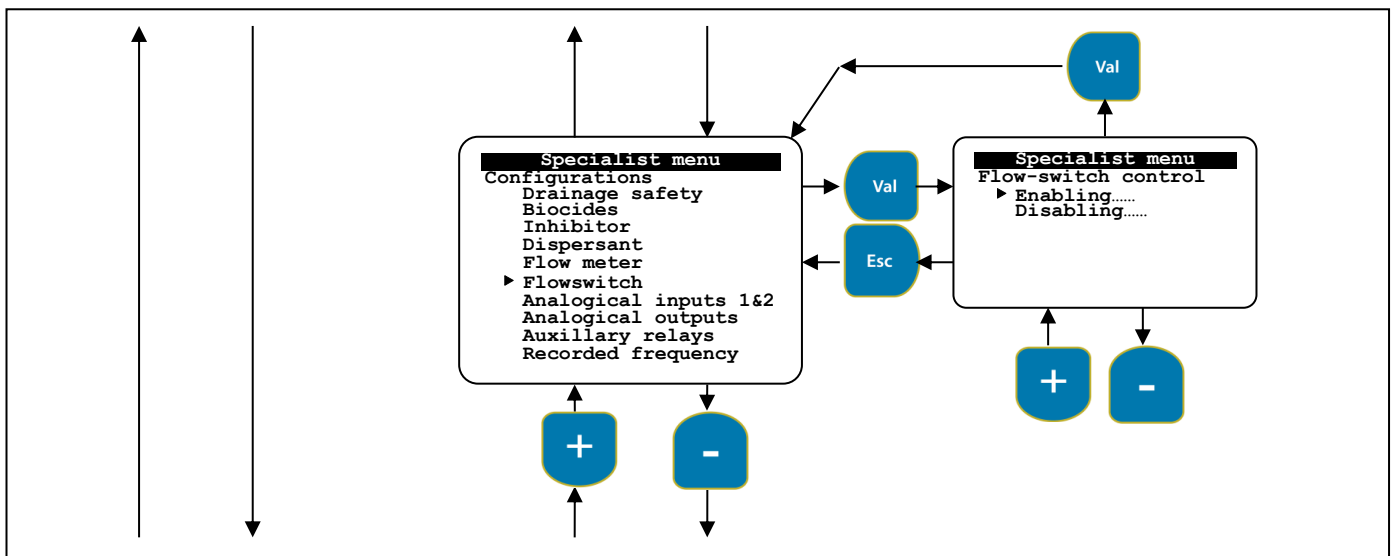 Val
Specialist menu
Configurations
Drainage safety
Biocides
Inhibitor
Dispersant
Flow meter
Flowswitch
Analogical inputs 1&2
Analogical outputs
Auxillary relays
Recorded frequency
Val
Esc
Specialist menu
Flow-switch control
Enabling……
Disabling……
+
-
+
-